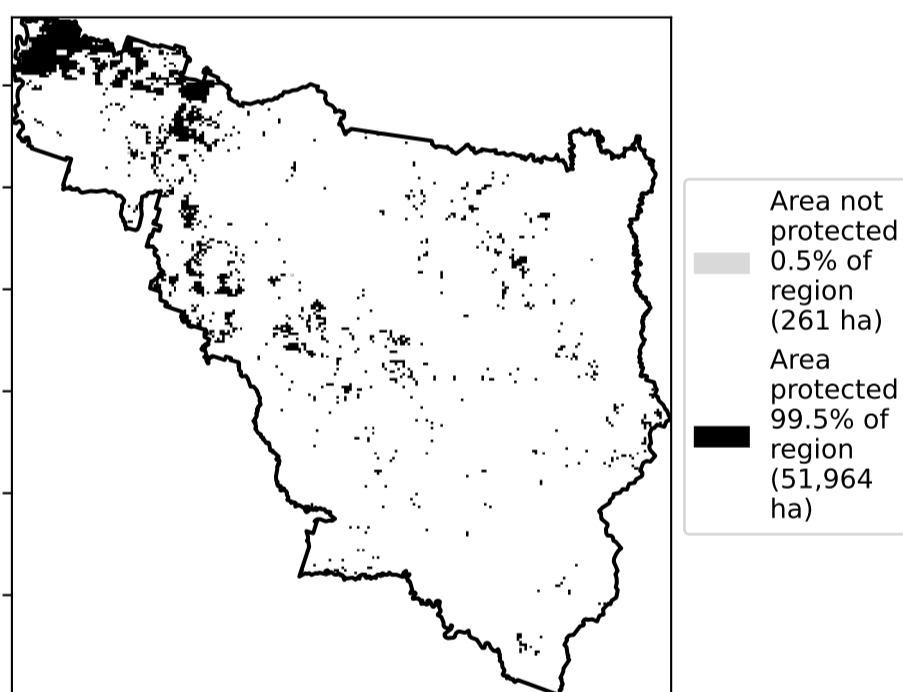 Area not
protected
0.5% of
region
(261 ha)
Area
protected
99.5% of
region
(51,964
ha)